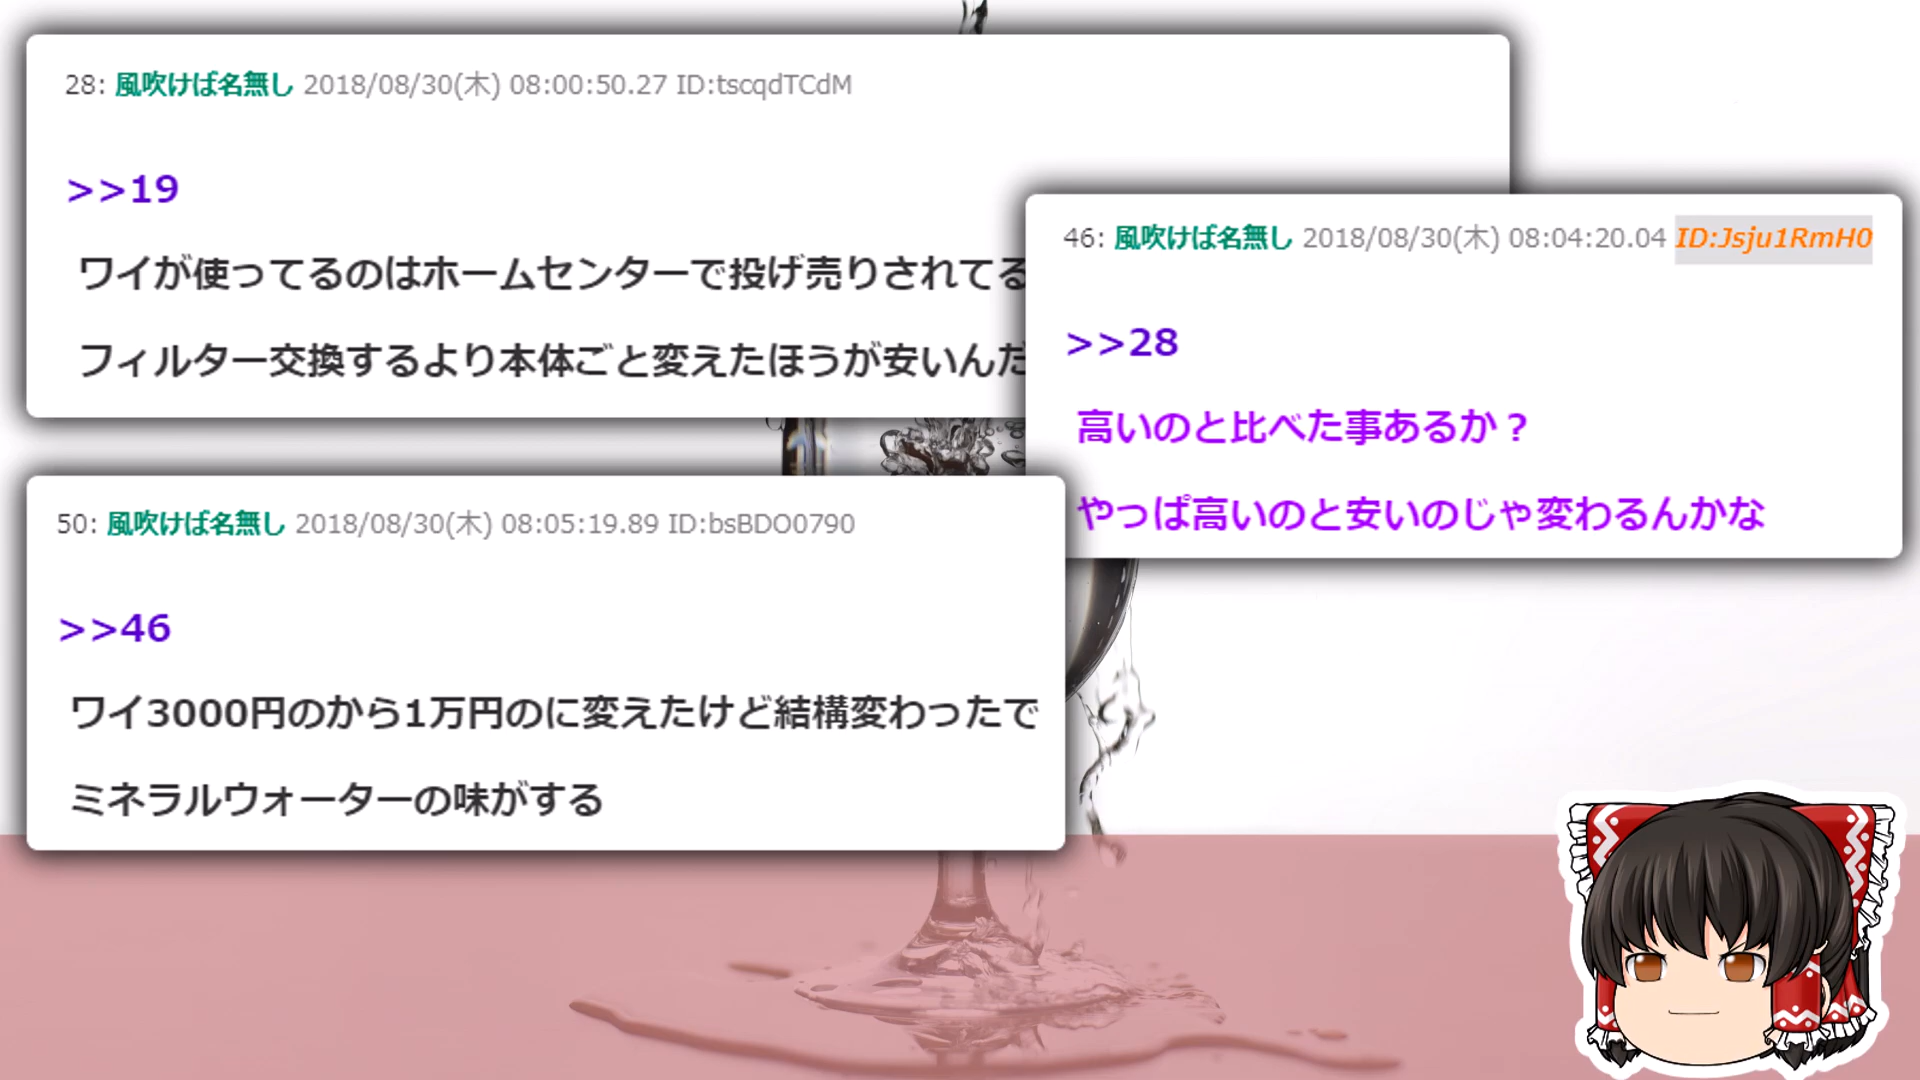 28: 風吹けば名無し 2018/08/30(木) 08:00:50.27 ID:tscqdTCdM
>>19
ワイが使ってるのはホームセンターで投げ売りされてる
フィルター交換するより本体ごと変えたほうが安いんだ
46: 風吹けば名無し 2018/08/30(木) 08:04:20.04 ID:Jsju1RmH0
>>28
高いのと比べた事あるか？
やっぱ高いのと安いのじゃ変わるんかな
50: 風吹けば名無し 2018/08/30(木) 08:05:19.89 ID:bsBDO0790
>>46
ワイ3000円のから1万円のに変えたけど結構変わったで
ミネラルウォーターの味がする